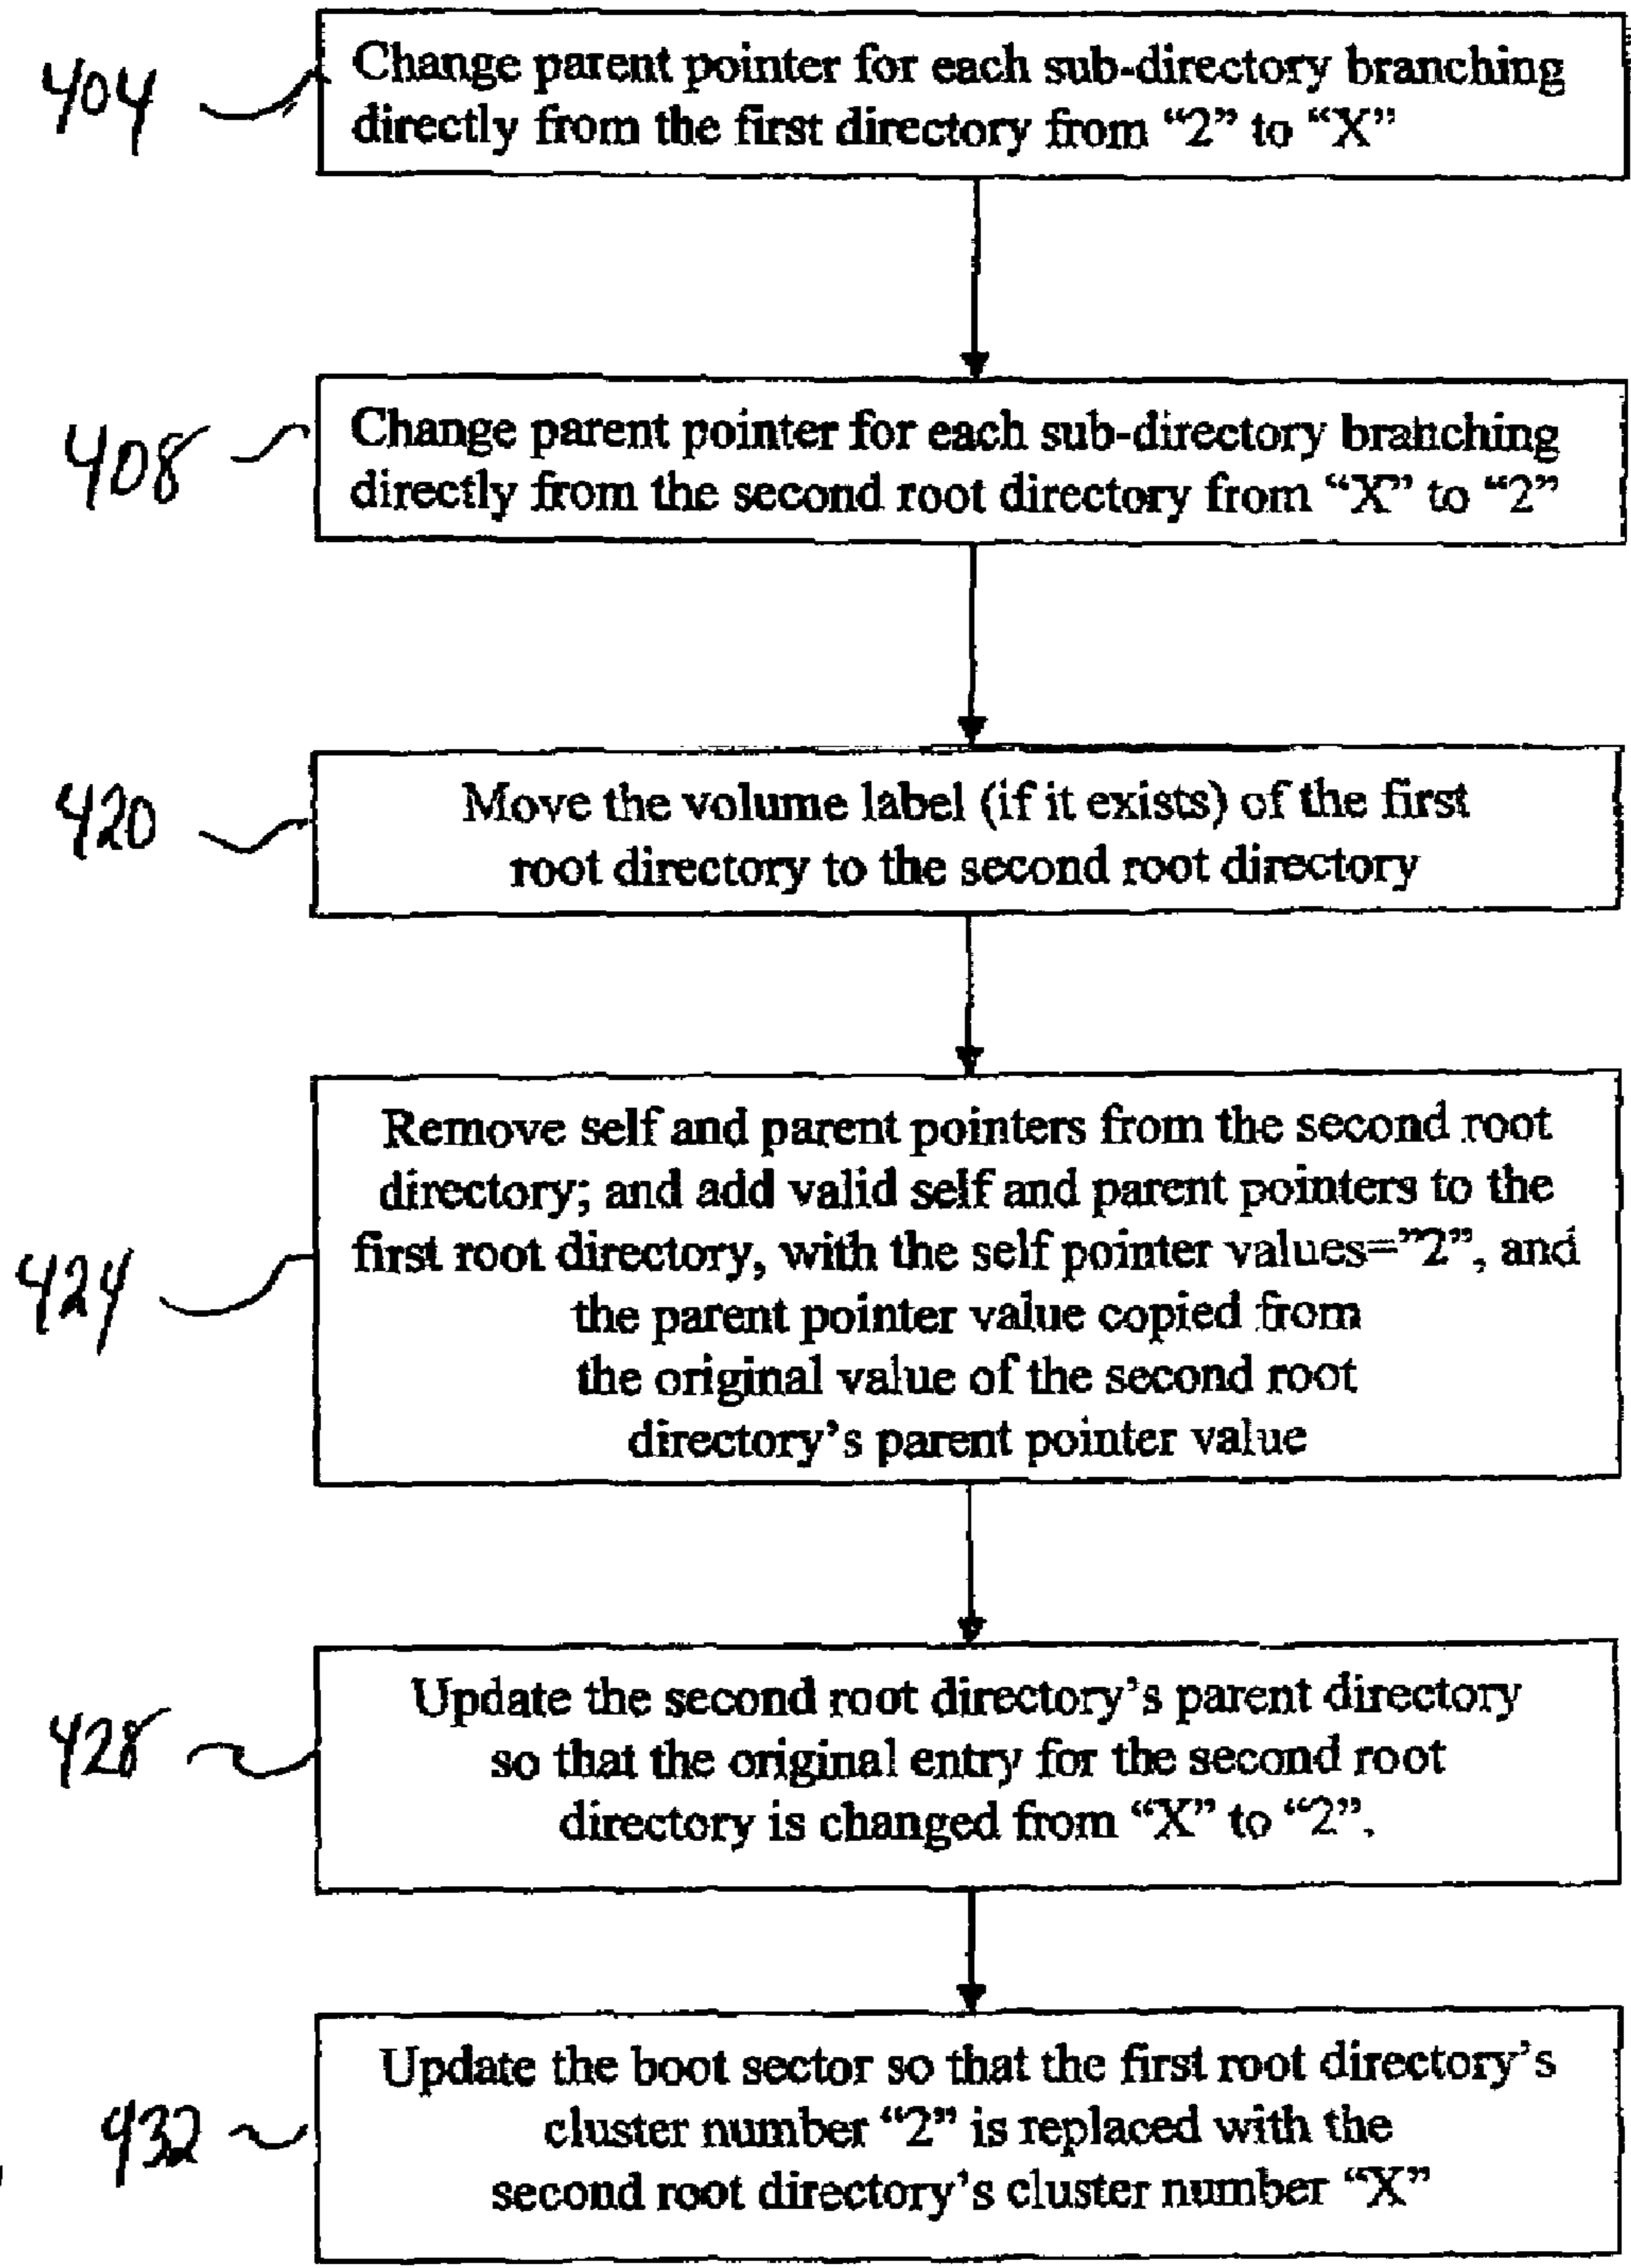 404
Change parent pointer for each sub-directory branching
directly from the first directory from “2” to “X”
408
Change parent pointer for each sub-directory branching
directly from the second root directory from “X” to “2”
420
Move the volume label (if it exists) of the first
root directory to the second root directory
424
Remove self and parent pointers from the second root
directory; and add valid self and parent pointers to the
first root directory, with the self pointer values=”2”, and
the parent pointer value copied from
the original value of the second root
directory’s parent pointer value
428
Update the second root directory’s parent directory
so that the original entry for the second root
directory is changed from “X” to “2”.
432
Update the boot sector so that the first root directory’s
cluster number “2” is replaced with the
second root directory’s cluster number “X”